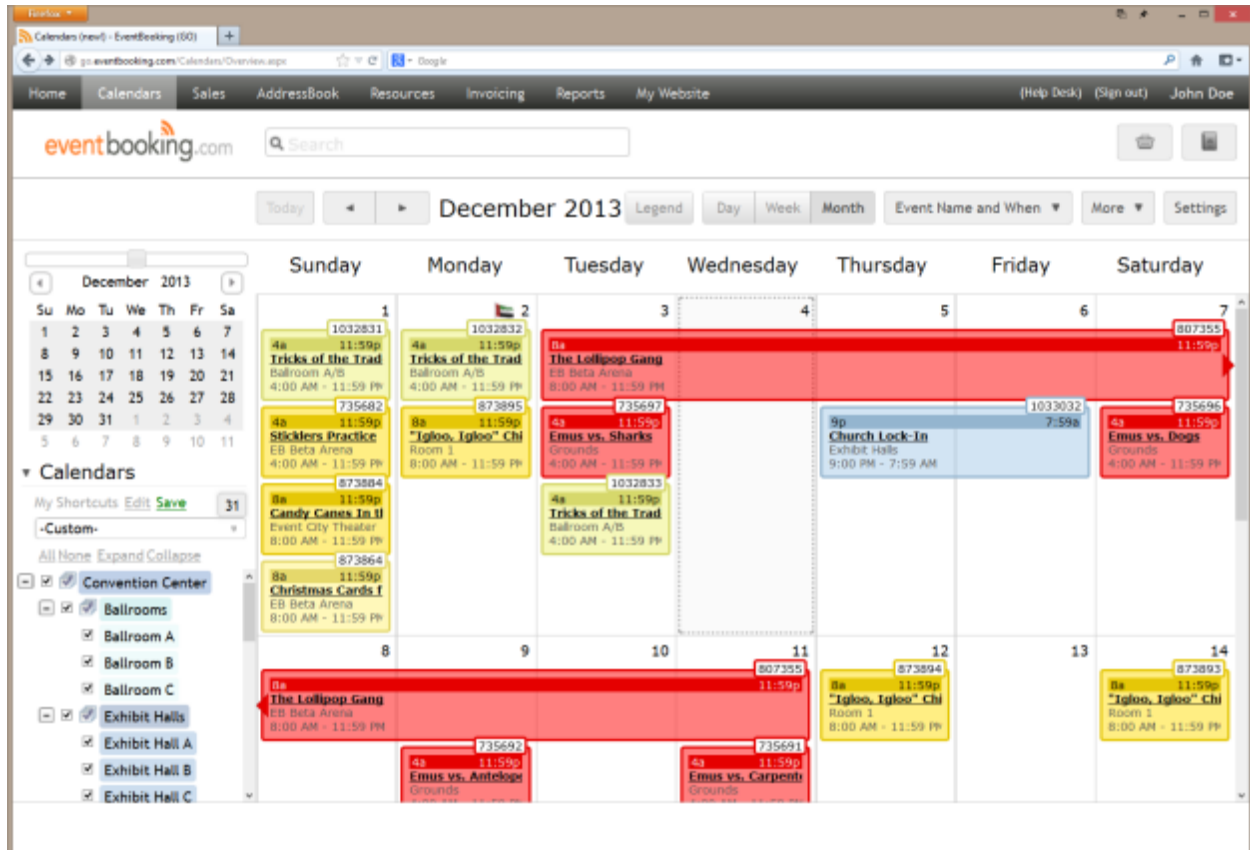 Firefox
Calendars (new!) - EventBooking (GO)
go.eventbooking.com/Calendars/Overview.aspx
Google
Home Calendars Sales AddressBook Resources Invoicing Reports My Website (Help Desk) (Sign out) John Doe
eventbooking.com
Search
Today December 2013 Legend Day Week Month Event Name and When More Settings
December 2013
Su Mo Tu We Th Fr Sa
1 2 3 4 5 6 7
8 9 10 11 12 13 14
15 16 17 18 19 20 21
22 23 24 25 26 27 28
29 30 31 1 2 3 4
5 6 7 8 9 10 11
Calendars
My Shortcuts Edit Save 31
-Custom-
All None Expand Collapse
Convention Center
Ballrooms
Ballroom A
Ballroom B
Ballroom C
Exhibit Halls
Exhibit Hall A
Exhibit Hall B
Exhibit Hall C
Sunday Monday Tuesday Wednesday Thursday Friday Saturday
1
1032831
4a 11:59p
Tricks of the Trad
Ballroom A/B
4:00 AM - 11:59 PM
735682
4a 11:59p
Sticklers Practice
EB Beta Arena
4:00 AM - 11:59 PM
873884
8a 11:59p
Candy Canes In tl
Event City Theater
8:00 AM - 11:59 PM
873864
8a 11:59p
Christmas Cards f
EB Beta Arena
8:00 AM - 11:59 PM
2
1032832
4a 11:59p
Tricks of the Trad
Ballroom A/B
4:00 AM - 11:59 PM
873895
8a 11:59p
"Igloo, Igloo" Chi
Room 1
8:00 AM - 11:59 PM
3
8a
The Lollipop Gang
EB Beta Arena
8:00 AM - 11:59 PM
735697
4a 11:59p
Emus vs. Sharks
Grounds
4:00 AM - 11:59 PM
1032833
4a 11:59p
Tricks of the Trad
Ballroom A/B
4:00 AM - 11:59 PM
4
5
9p
Church Lock-In
Exhibit Halls
9:00 PM - 7:59 AM
6
1033032
7:59a
7
807355
11:59p
735696
4a 11:59p
Emus vs. Dogs
Grounds
4:00 AM - 11:59 PM
8
8a
The Lollipop Gang
EB Beta Arena
8:00 AM - 11:59 PM
9
735692
4a 11:59p
Emus vs. Antelope
Grounds
10
11
807355
11:59p
735691
4a 11:59p
Emus vs. Carpent
Grounds
12
873894
8a 11:59p
"Igloo, Igloo" Chi
Room 1
8:00 AM - 11:59 PM
13
14
873893
8a 11:59p
"Igloo, Igloo" Chi
Room 1
8:00 AM - 11:59 PM